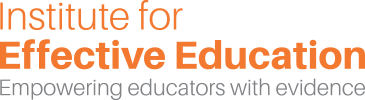 Institute for
Effective Education
Empowering educators with evidence